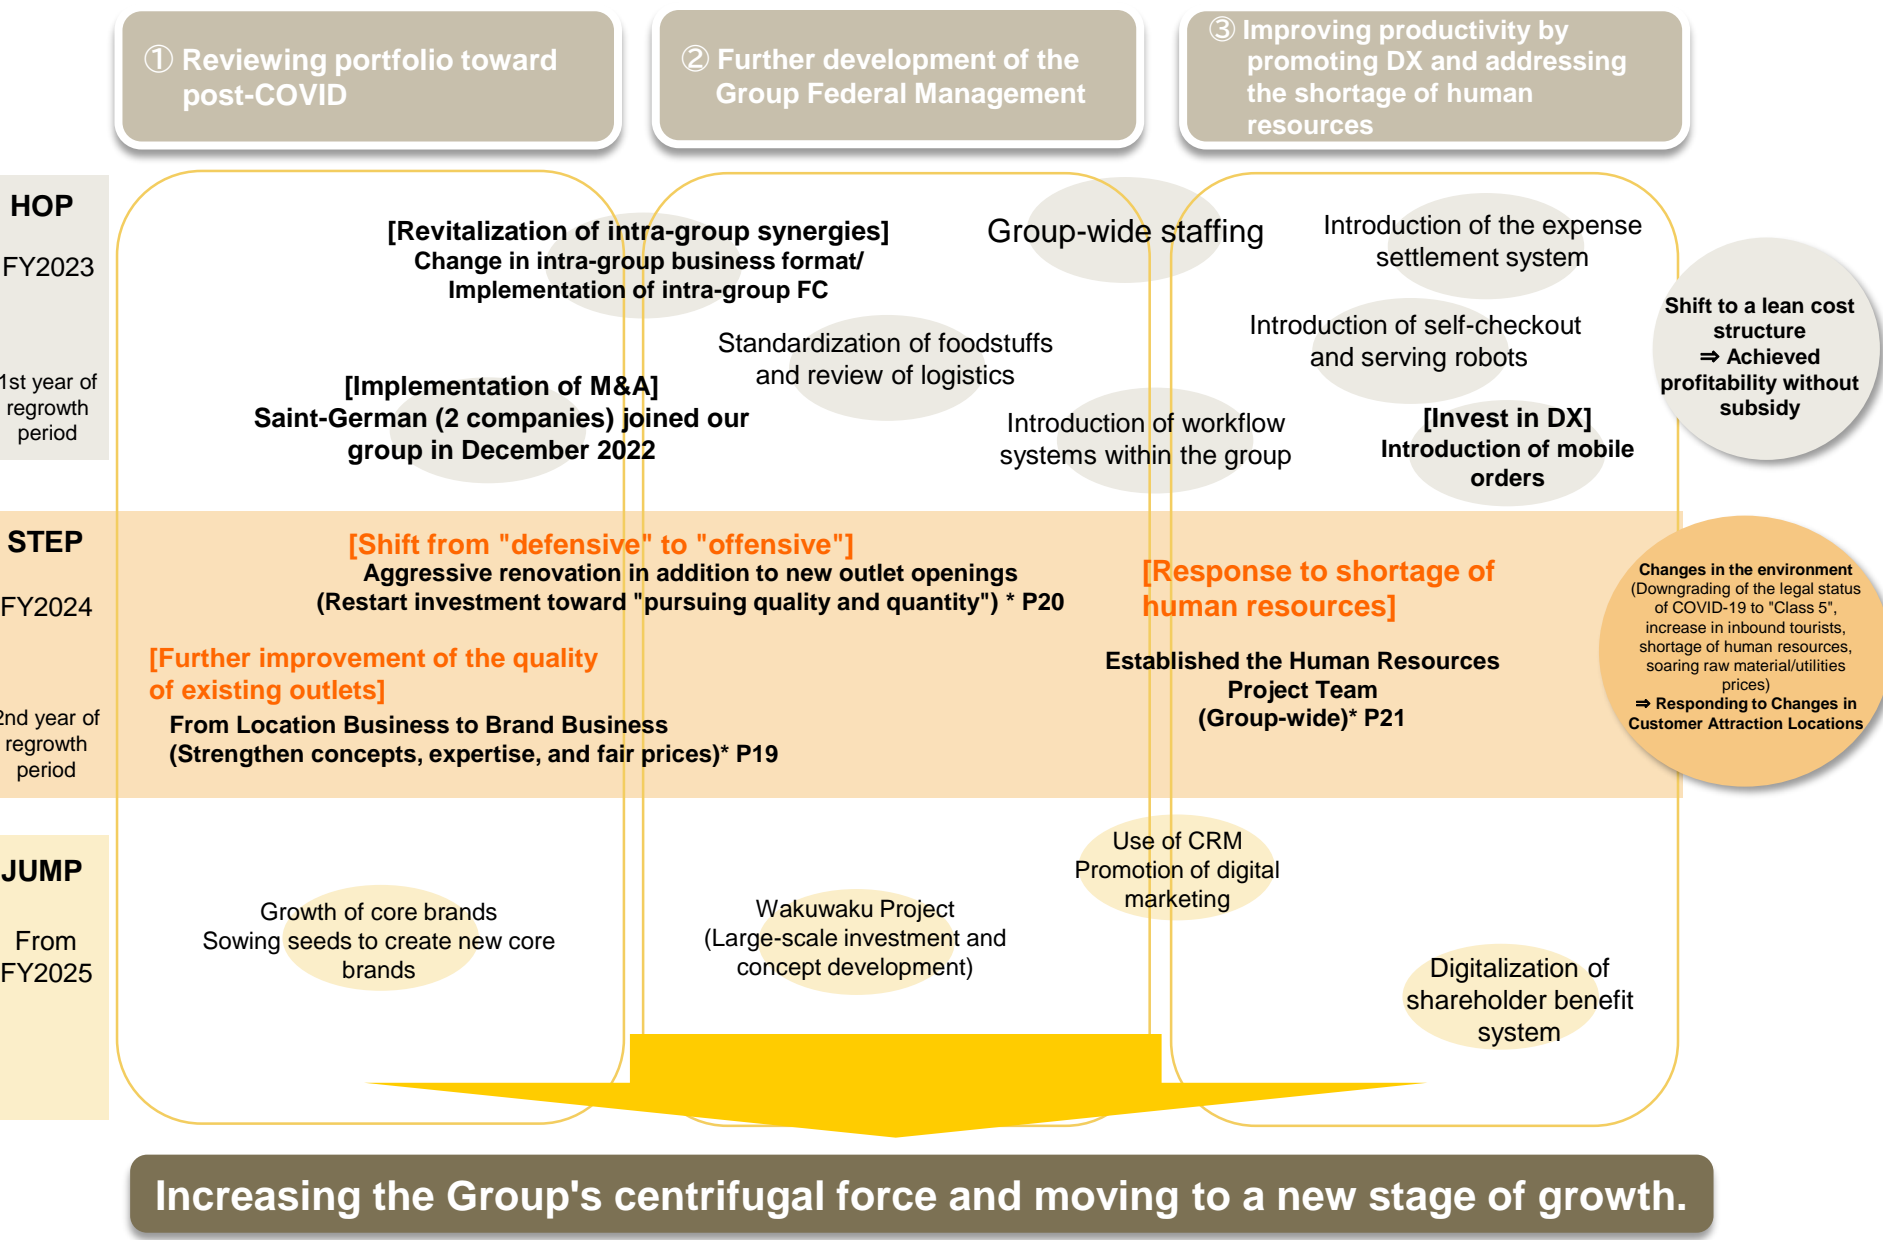 ① Reviewing portfolio toward
post-COVID
② Further development of the
Group Federal Management
③ Improving productivity by
promoting DX and addressing
the shortage of human
resources
HOP
FY2023
1st year of
regrowth
period
[Revitalization of intra-group synergies]
Change in intra-group business format/
Implementation of intra-group FC
Group-wide staffing
Introduction of the expense
settlement system
Standardization of foodstuffs
and review of logistics
Introduction of self-checkout
and serving robots
[Implementation of M&A]
Saint-German (2 companies) joined our
group in December 2022
Introduction of workflow
systems within the group
[Invest in DX]
Introduction of mobile
orders
Shift to a lean cost
structure
⇒ Achieved
profitability without
subsidy
STEP
FY2024
2nd year of
regrowth
period
[Shift from "defensive" to "offensive"]
Aggressive renovation in addition to new outlet openings
(Restart investment toward "pursuing quality and quantity") * P20
[Further improvement of the quality
of existing outlets]
From Location Business to Brand Business
(Strengthen concepts, expertise, and fair prices)* P19
[Response to shortage of
human resources]
Established the Human Resources
Project Team
(Group-wide)* P21
Changes in the environment
(Downgrading of the legal status
of COVID-19 to "Class 5",
increase in inbound tourists,
shortage of human resources,
soaring raw material/utilities
prices)
⇒ Responding to Changes in
Customer Attraction Locations
JUMP
From
FY2025
Growth of core brands
Sowing seeds to create new core
brands
Wakuwaku Project
(Large-scale investment and
concept development)
Use of CRM
Promotion of digital
marketing
Digitalization of
shareholder benefit
system
Increasing the Group's centrifugal force and moving to a new stage of growth.